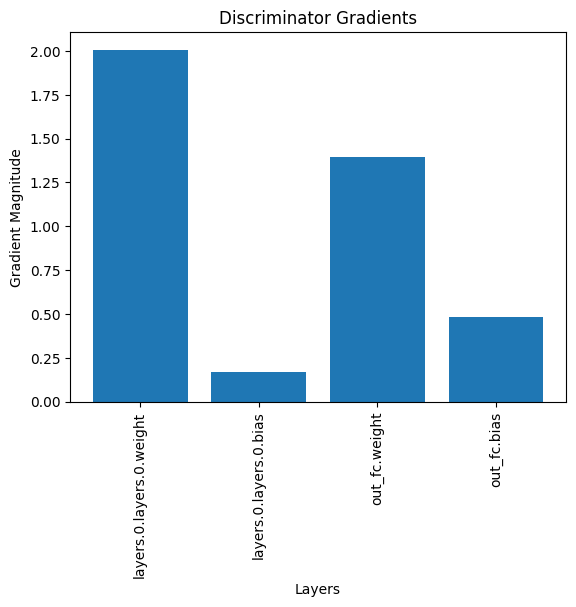 Discriminator Gradients
Gradient Magnitude
2.00
1.75
1.50
1.25
1.00
0.75
0.50
0.25
0.00
layers.0.layers.0.weight
layers.0.layers.0.bias
out_fc.weight
out_fc.bias
Layers